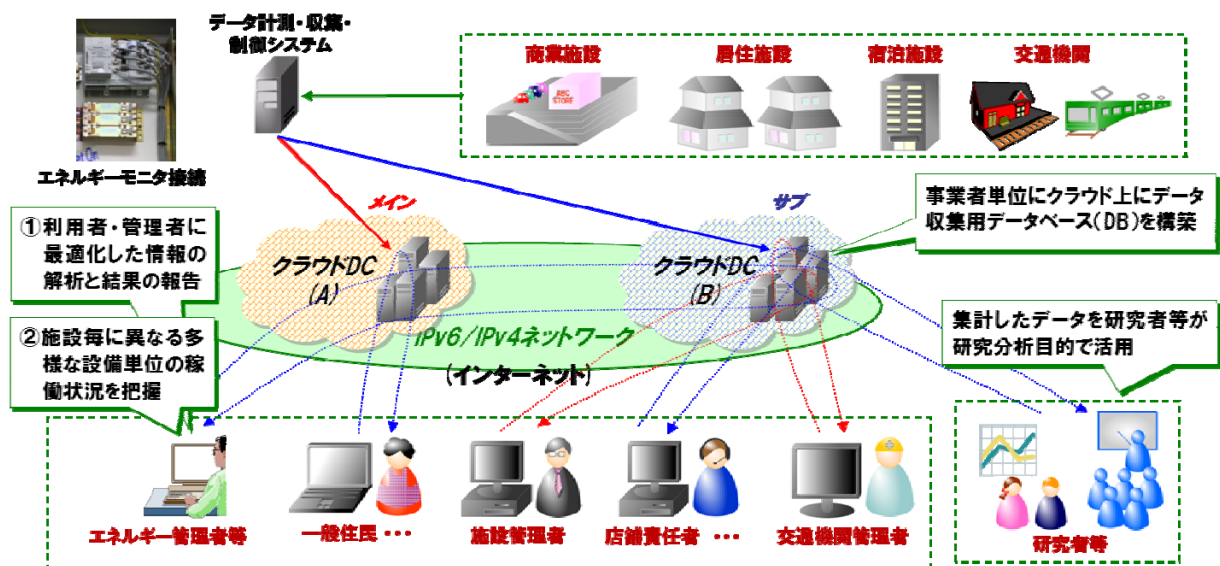 データ計測・収集・
制御システム
商業施設
居住施設
宿泊施設
交通機関
ABC
STORE
エネルギーモニタ接続
メイン
サブ
事業者単位にクラウド上にデータ
収集用データベース(DB)を構築
①利用者・管理者に
最適化した情報の
解析と結果の報告
クラウドDC
(A)
クラウドDC
(B)
IPv6/IPv4ネットワーク
(インターネット)
②施設毎に異なる多
様な設備単位の稼
働状況を把握
集計したデータを研究者等が
研究分析目的で活用
エネルギー管理者等
一般住民・・・
施設管理者
店舗責任者 ・・・
交通機関管理者
研究者等